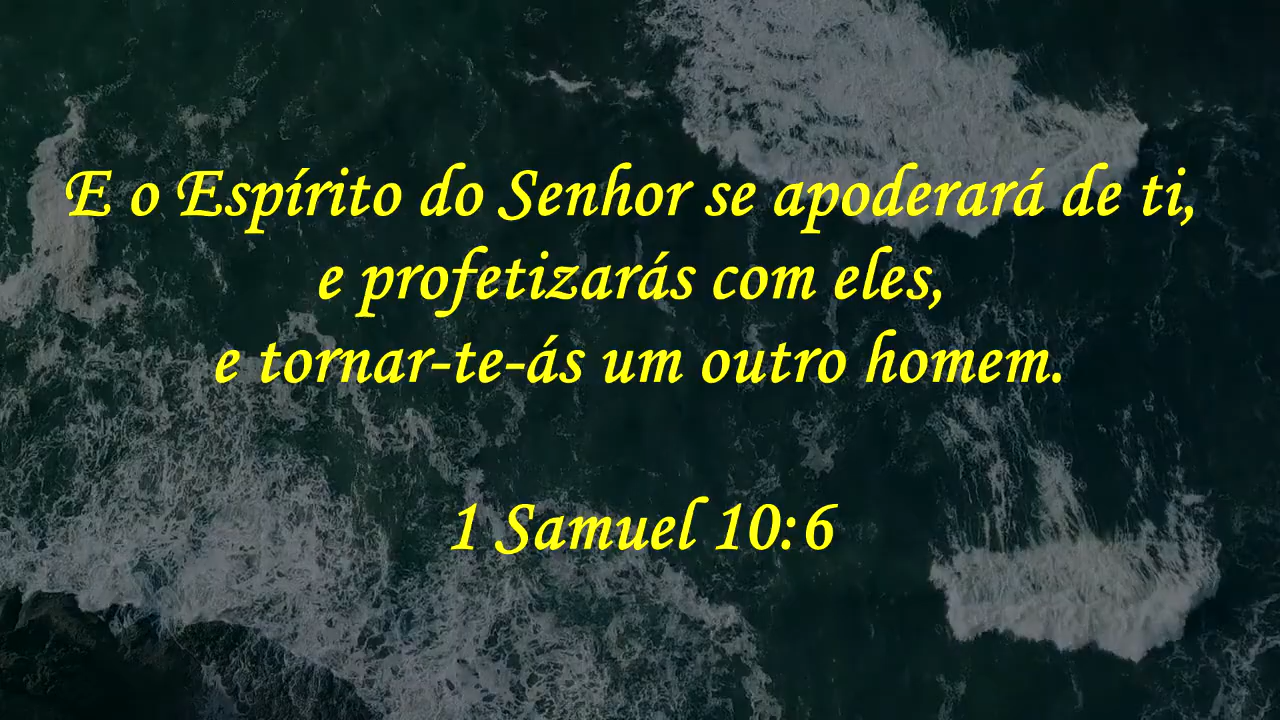 E o Espírito do Senhor se apoderará de ti,
e profetizarás com eles,
e tornar-te-ás um outro homem.
1 Samuel 10:6